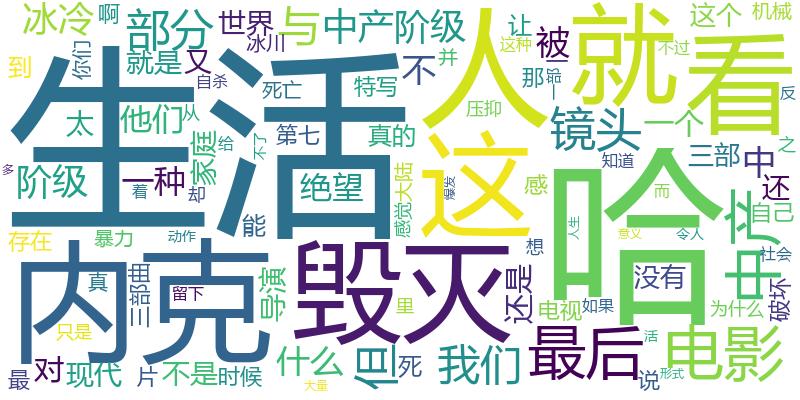 冰冷
啊
部分
世界
冰川
与
中产阶级
让
被
这个
机械
到
你们
就是
又
自杀
死亡
特写
不
并
这种
那
一
不过
反
生活
人
就
看
太
他们
从
给
家庭
第七
不了
真的
压抑
镜头
一个
之
多
阶级
一种
着
却
绝望
感觉
大陆
爆发
这
感
知道
哈
三部
中
还
而
中产
自己
存在
暴力
动作
能
想
人生
意义
令人
社会
内克
毁灭
真
三部曲
留下
导演
里
还是
没有
电视
如果
为什么
破坏
只是
最
对
现代
片
不是
时候
什么
大量
但
死
我们
最后
说
活
形式
电影